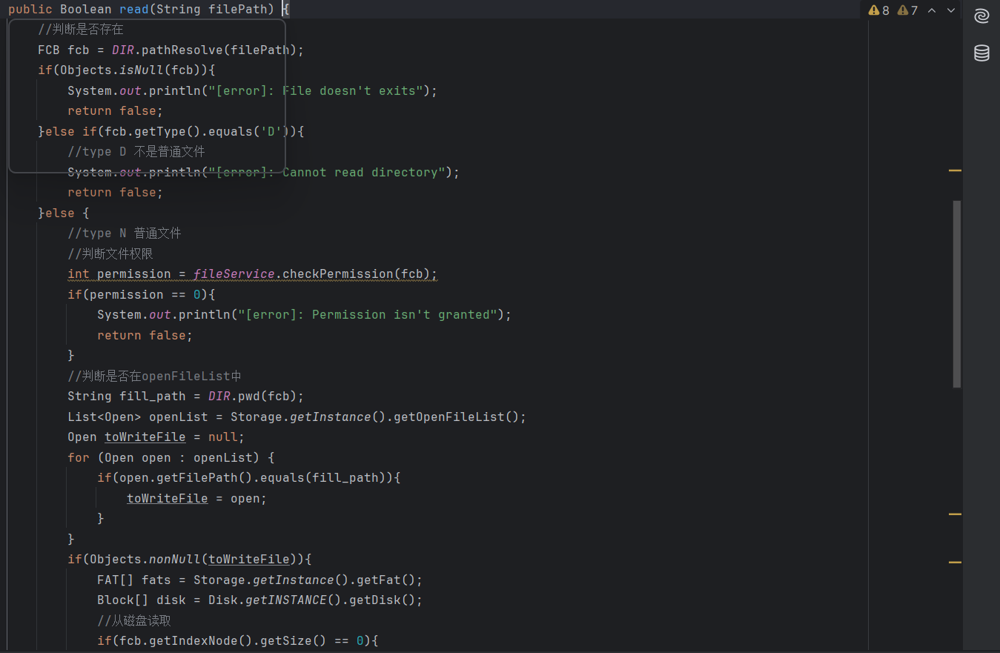 public Boolean read(String filePath) {
8 7
//判断是否存在
FCB fcb = DIR.pathResolve(filePath);
if(Objects.isNull(fcb)){
System.out.println("[error]: File doesn't exits");
return false;
}else if(fcb.getType().equals('D')){
//type D 不是普通文件
System.out.println("[error]: Cannot read directory");
return false;
}else {
//type N 普通文件
//判断文件权限
int permission = fileService.checkPermission(fcb);
if(permission == 0){
System.out.println("[error]: Permission isn't granted");
return false;
}
//判断是否在openFileList中
String fill_path = DIR.pwd(fcb);
List<Open> openList = Storage.getInstance().getOpenFileList();
Open toWriteFile = null;
for (Open open : openList) {
if(open.getFilePath().equals(fill_path)){
toWriteFile = open;
}
}
if(Objects.nonNull(toWriteFile)){
FAT[] fats = Storage.getInstance().getFat();
Block[] disk = Disk.getINSTANCE().getDisk();
//从磁盘读取
if(fcb.getIndexNode().getSize() == 0){